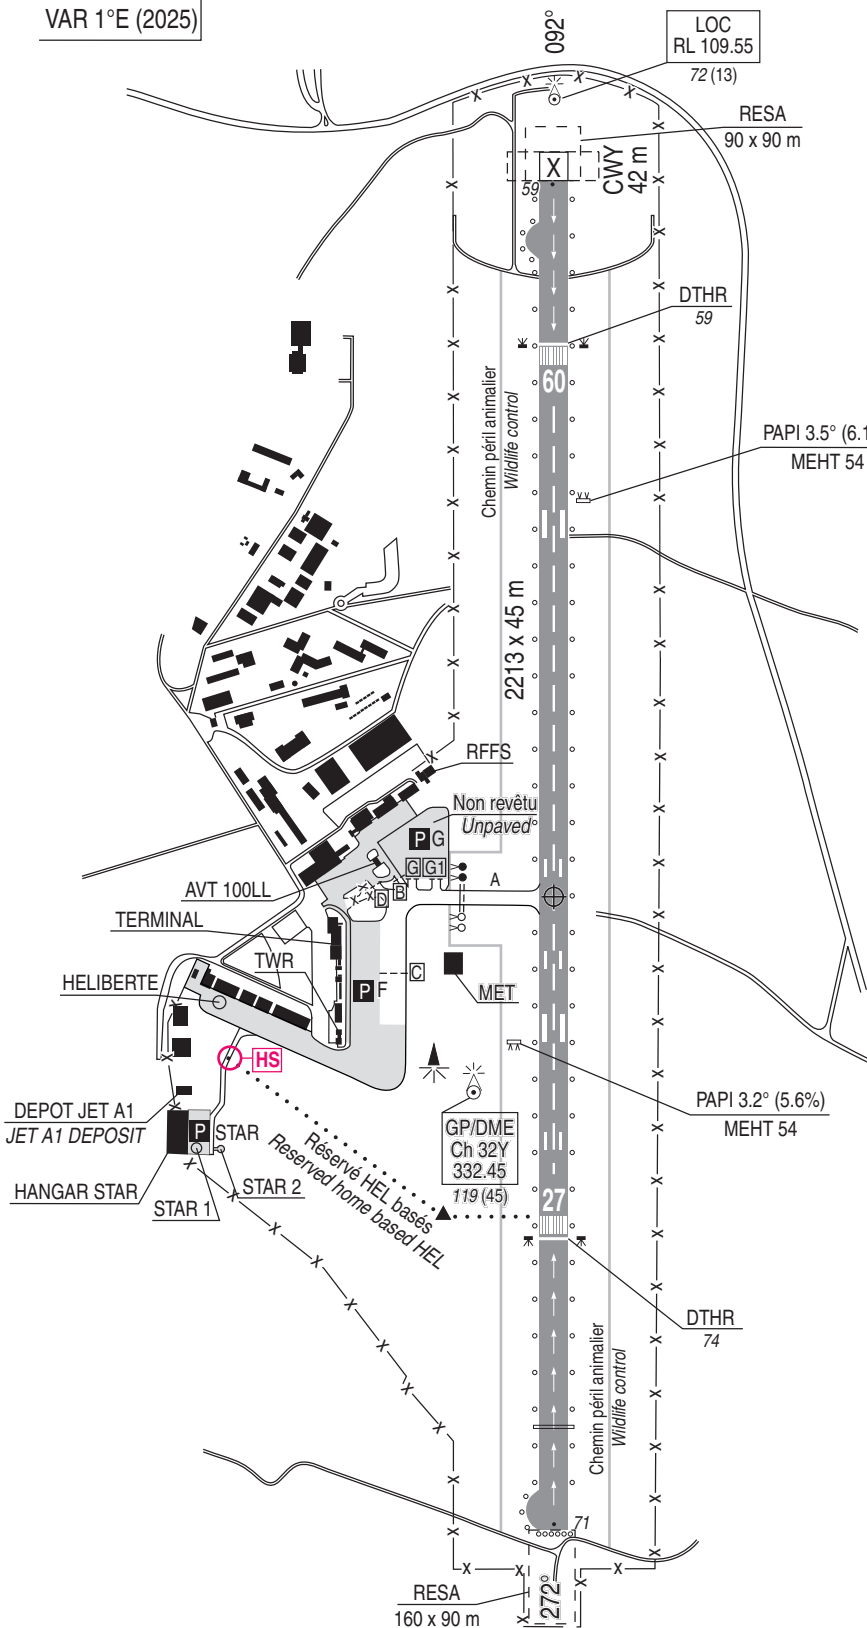 VAR 1°E (2025)
092°
LOC
RL 109.55
72 (13)
RESA
90 x 90 m
X
CWY
42 m
59
DTHR
59
09
Chemin péril animalier
Wildlife control
PAPI 3.5° (6.1
MEHT 54
2213 x 45 m
RFFS
Non revêtu
Unpaved
P G
G G1
A
AVT 100LL
B
D
TERMINAL
TWR
HELIBERTE
P F
C
MET
HS
DEPOT JET A1
JET A1 DEPOSIT
P STAR
HANGAR STAR
STAR 1
STAR 2
Réservé HEL basés
Reserved home based HEL
GP/DME
Ch 32Y
332.45
119 (45)
PAPI 3.2° (5.6%)
MEHT 54
27
DTHR
74
Chemin péril animalier
Wildlife control
71
RESA
160 x 90 m
272°